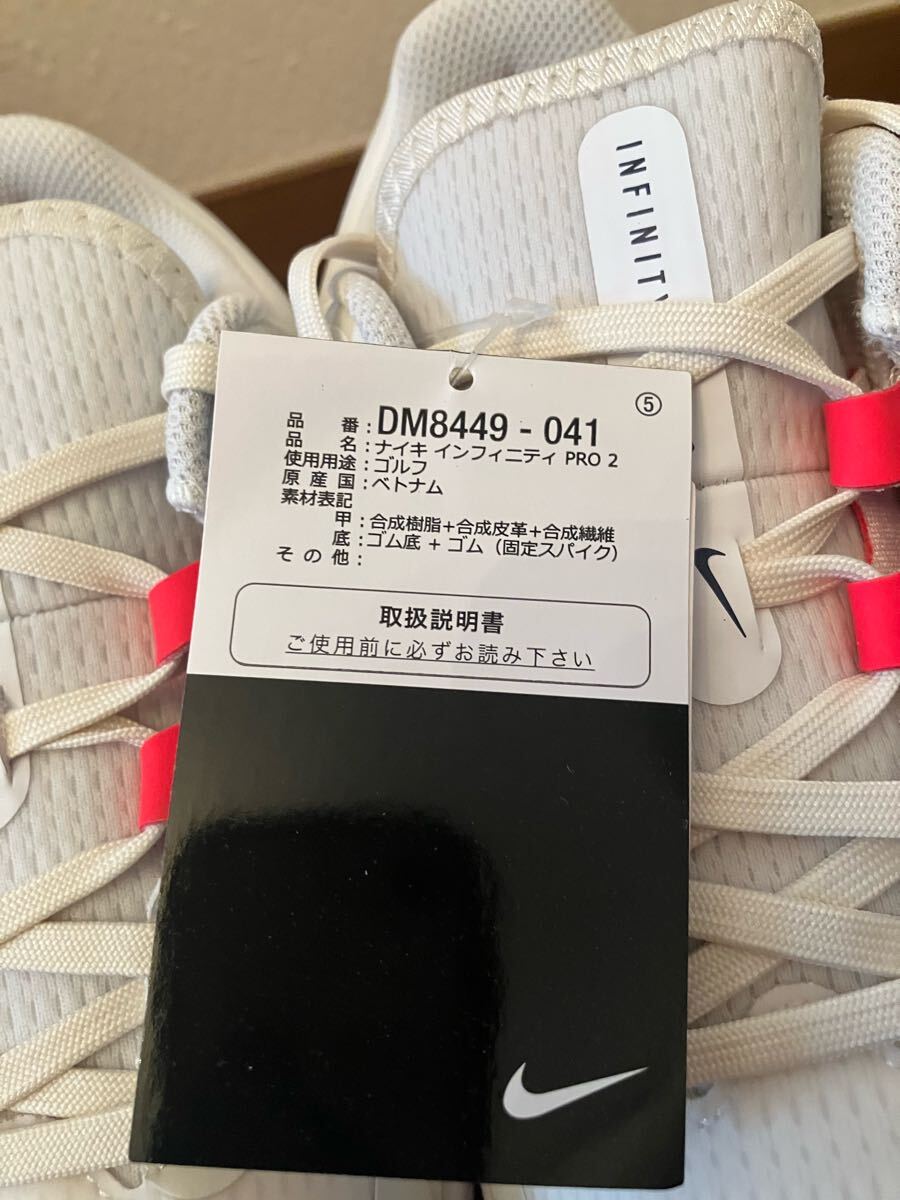 INFINITY
⑤
品 番：DM8449 - 041
品 名：ナイキ インフィニティ PRO 2
使用用途：ゴルフ
原 産 国：ベトナム
素材表記
甲：合成樹脂+合成皮革+合成繊維
底：ゴム底 + ゴム（固定スパイク）
そ の 他：
取扱説明書
ご使用前に必ずお読み下さい